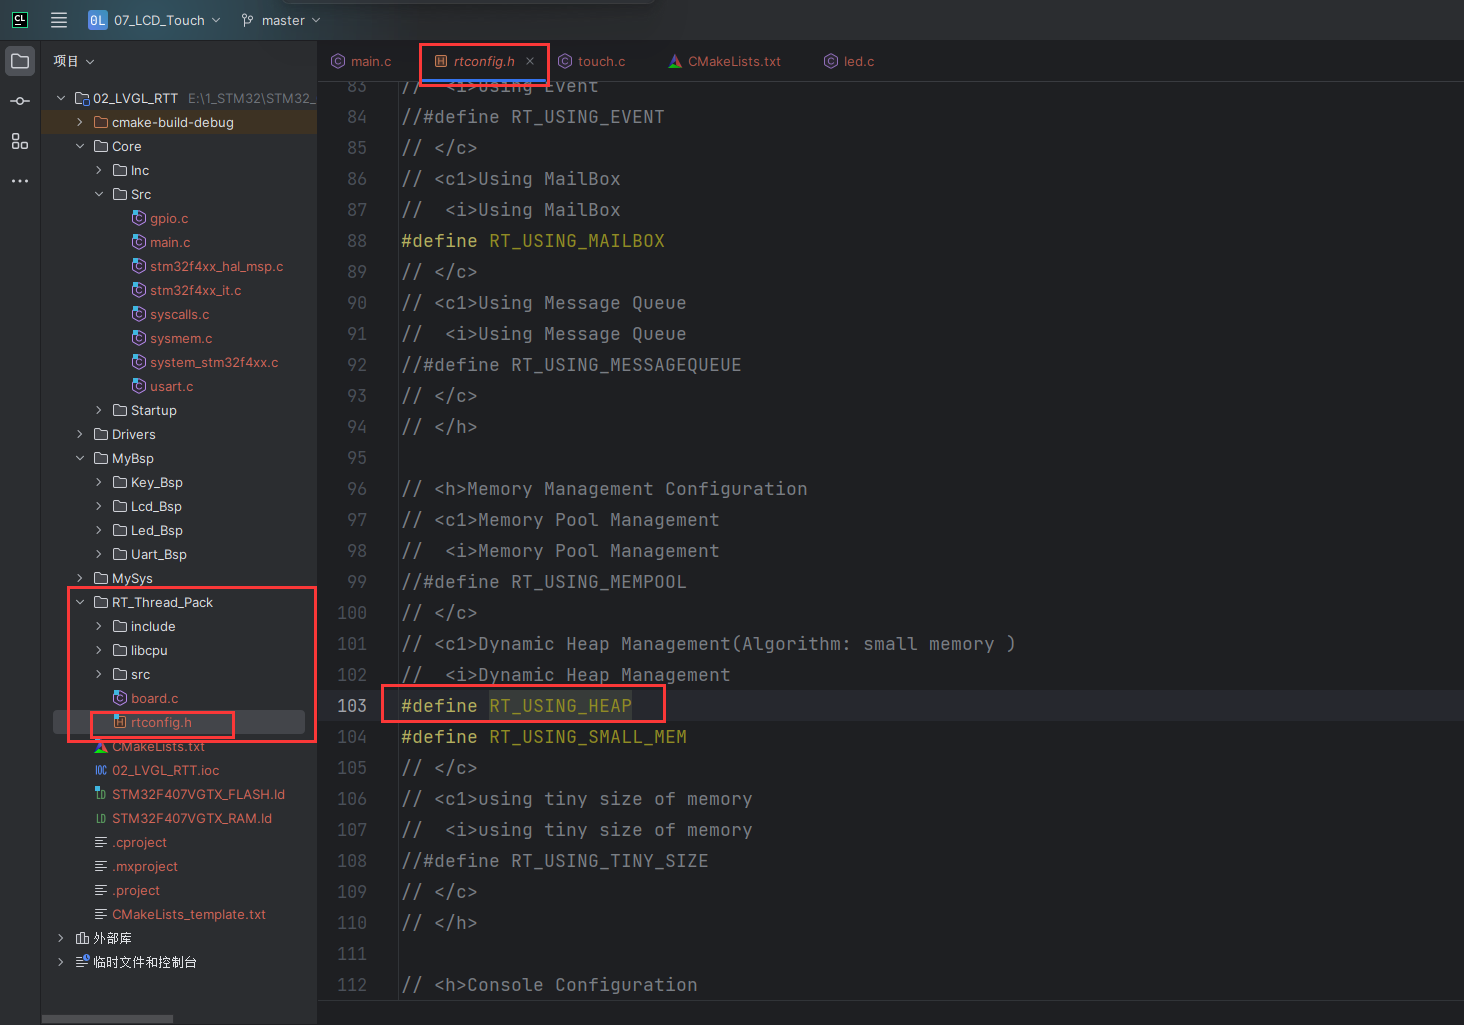 CL 0L 07_LCD_Touch master
项目
02_LVGL_RTT E:\1_STM32\STM32_
cmake-build-debug
Core
Inc
Src
gpio.c
main.c
stm32f4xx_hal_msp.c
stm32f4xx_it.c
syscalls.c
sysmem.c
system_stm32f4xx.c
usart.c
Startup
Drivers
MyBsp
Key_Bsp
Lcd_Bsp
Led_Bsp
Uart_Bsp
MySys
RT_Thread_Pack
include
libcpu
src
board.c
rtconfig.h
CMakeLists.txt
IOC 02_LVGL_RTT.ioc
LD STM32F407VGTX_FLASH.ld
LD STM32F407VGTX_RAM.ld
.cproject
.mxproject
.project
CMakeLists_template.txt
外部库
临时文件和控制台
main.c rtconfig.h × touch.c CMakeLists.txt led.c
83 // <i>Using Event
84 //#define RT_USING_EVENT
85 // </c>
86 // <c1>Using MailBox
87 //  <i>Using MailBox
88 #define RT_USING_MAILBOX
89 // </c>
90 // <c1>Using Message Queue
91 //  <i>Using Message Queue
92 //#define RT_USING_MESSAGEQUEUE
93 // </c>
94 // </h>
95
96 // <h>Memory Management Configuration
97 // <c1>Memory Pool Management
98 //  <i>Memory Pool Management
99 //#define RT_USING_MEMPOOL
100 // </c>
101 // <c1>Dynamic Heap Management(Algorithm: small memory )
102 //  <i>Dynamic Heap Management
103 #define RT_USING_HEAP
104 #define RT_USING_SMALL_MEM
105 // </c>
106 // <c1>using tiny size of memory
107 //  <i>using tiny size of memory
108 //#define RT_USING_TINY_SIZE
109 // </c>
110 // </h>
111
112 // <h>Console Configuration